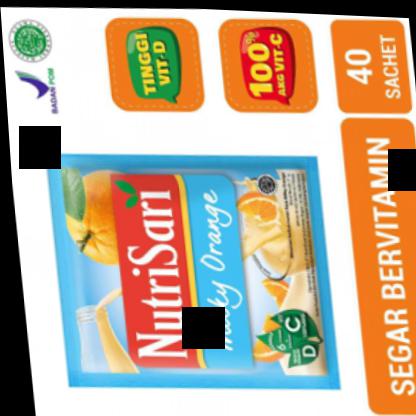 BADAN POM
TINGGI
VIT-D
100%
AKG VIT-C
40
SACHET
SEGAR BERVITAMIN
NutriSari
Orange
C
D